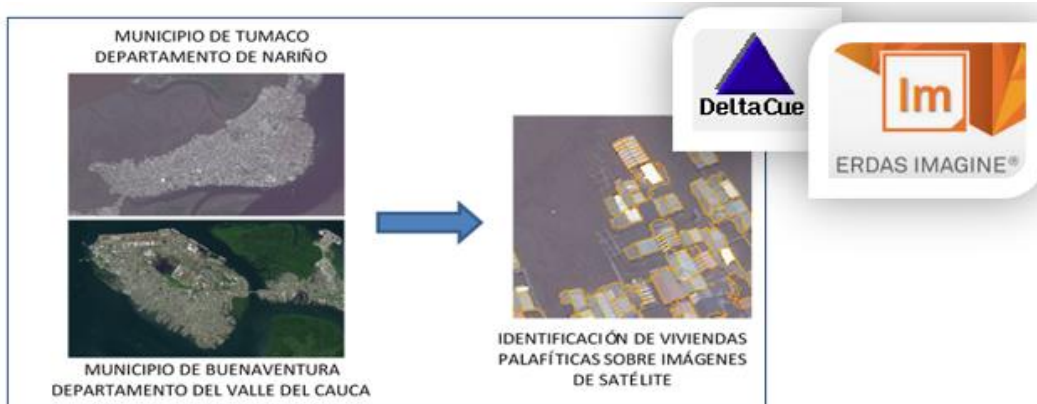 MUNICIPIO DE TUMACO
DEPARTAMENTO DE NARIÑO
MUNICIPIO DE BUENAVENTURA
DEPARTAMENTO DEL VALLE DEL CAUCA
IDENTIFICACIÓN DE VIVIENDAS
PALAFÍTICAS SOBRE IMÁGENES
DE SATÉLITE
DeltaCue
Im
ERDAS IMAGINE®